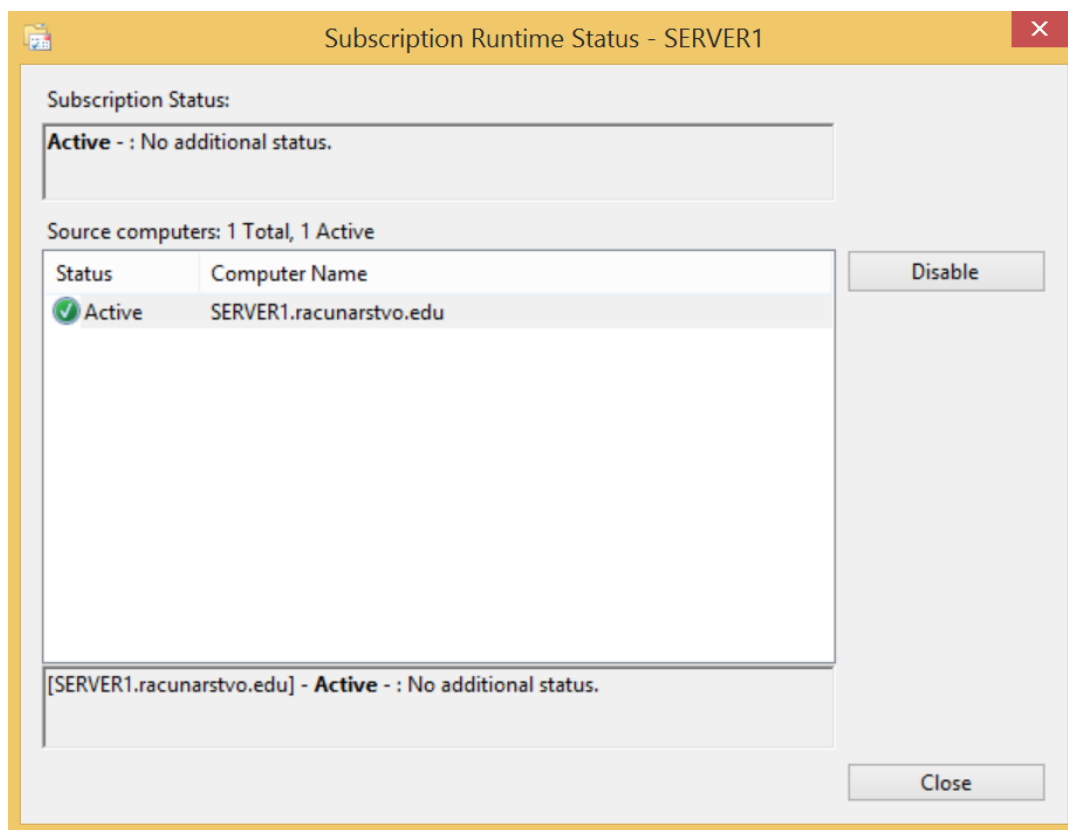 Subscription Runtime Status - SERVER1
Subscription Status:
Active - : No additional status.
Source computers: 1 Total, 1 Active
Status Computer Name
Disable
Active SERVER1.racunarstvo.edu
[SERVER1.racunarstvo.edu] - Active - : No additional status.
Close